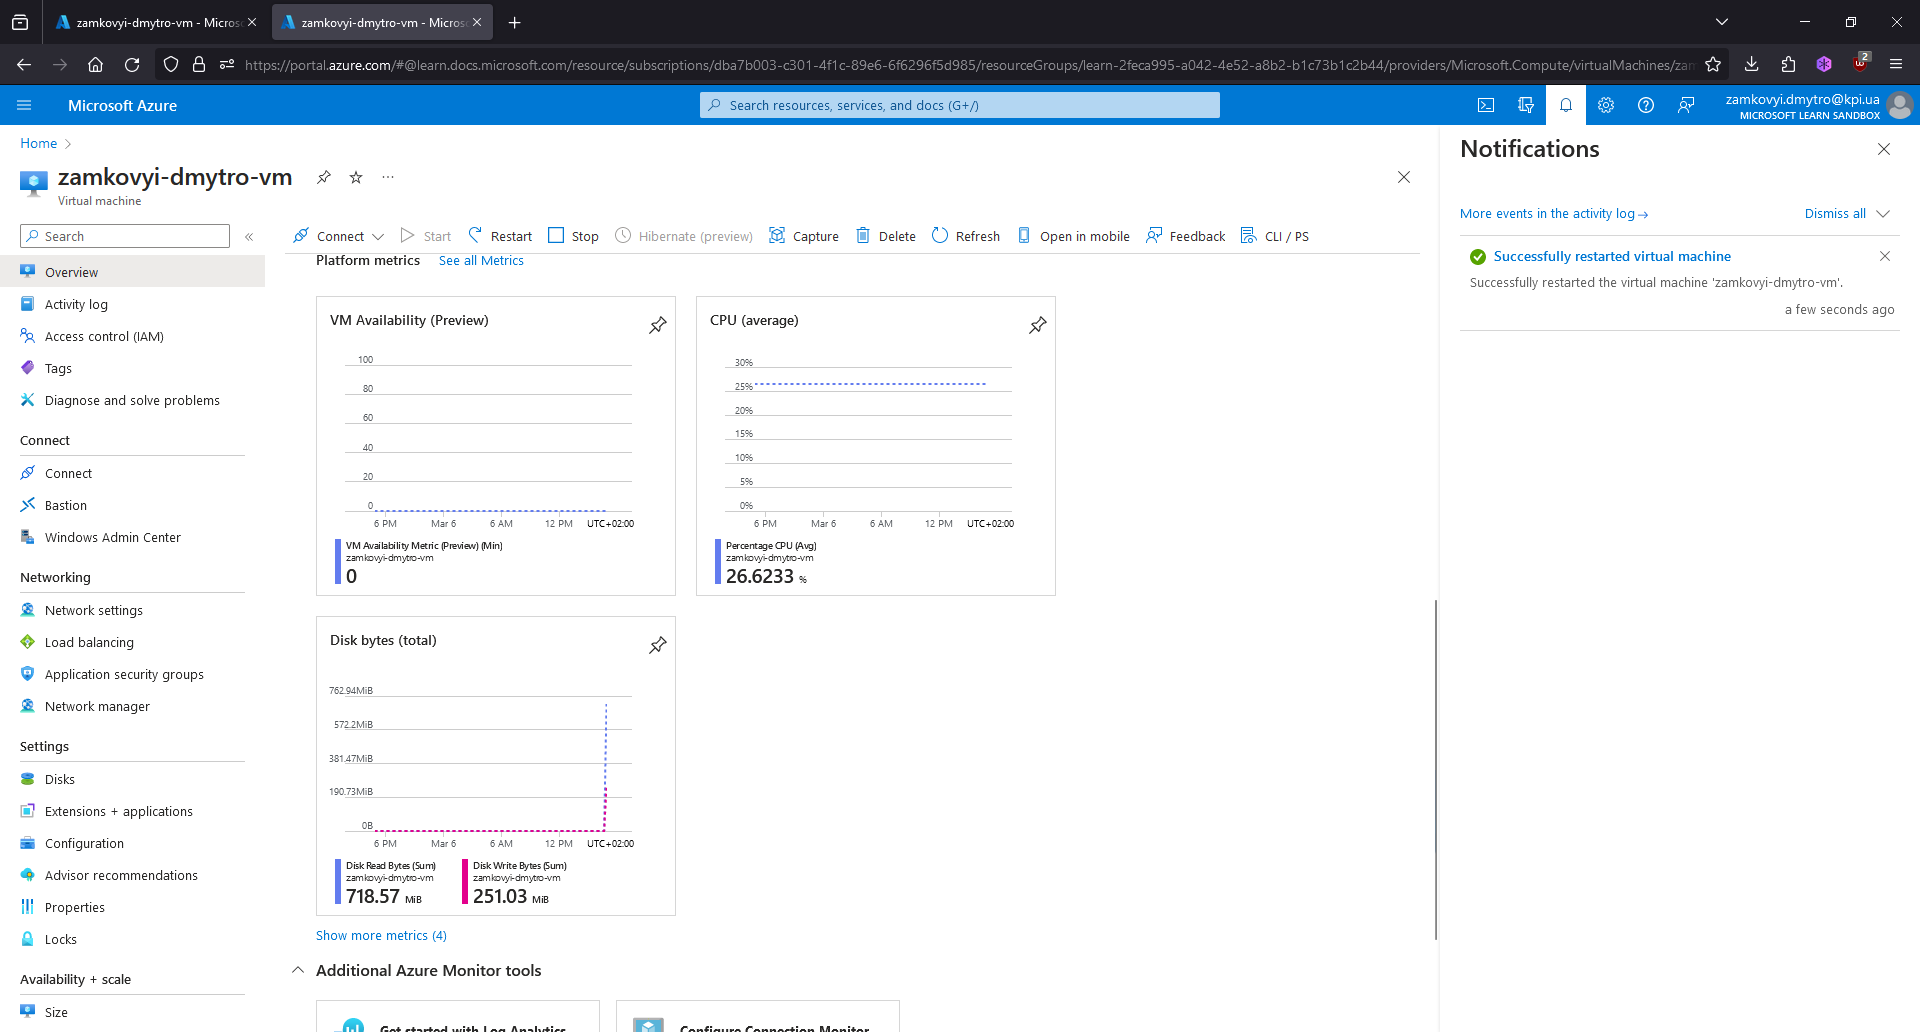 zamkovyi-dmytro-vm - Micros
zamkovyi-dmytro-vm - Micros
https://portal.azure.com/#@learn.docs.microsoft.com/resource/subscriptions/dba7b003-c301-4f1c-89e6-6f6296f5d985/resourceGroups/learn-2feca995-a042-4e52-a8b2-b1c73b1c2b44/providers/Microsoft.Compute/virtualMachines/zam
2
Microsoft Azure
Search resources, services, and docs (G+/)
zamkovyi.dmytro@kpi.ua
MICROSOFT LEARN SANDBOX
Home
zamkovyi-dmytro-vm
Virtual machine
Search
Overview
Activity log
Access control (IAM)
Tags
Diagnose and solve problems
Connect
Connect
Bastion
Windows Admin Center
Networking
Network settings
Load balancing
Application security groups
Network manager
Settings
Disks
Extensions + applications
Configuration
Advisor recommendations
Properties
Locks
Availability + scale
Size
Connect Start Restart Stop Hibernate (preview) Capture Delete Refresh Open in mobile Feedback CLI / PS
Platform metrics See all Metrics
VM Availability (Preview)
100
80
60
40
20
0
6 PM Mar 6 6 AM 12 PM UTC+02:00
VM Availability Metric (Preview) (Min)
zamkovyi-dmytro-vm
0
CPU (average)
30%
25%
20%
15%
10%
5%
0%
6 PM Mar 6 6 AM 12 PM UTC+02:00
Percentage CPU (Avg)
zamkovyi-dmytro-vm
26.6233 %
Disk bytes (total)
762.94MiB
572.2MiB
381.47MiB
190.73MiB
0B
6 PM Mar 6 6 AM 12 PM UTC+02:00
Disk Read Bytes (Sum)
zamkovyi-dmytro-vm
718.57 MiB
Disk Write Bytes (Sum)
zamkovyi-dmytro-vm
251.03 MiB
Show more metrics (4)
Additional Azure Monitor tools
Get started with Log Analytics
Configure Connection Monitor
Notifications
More events in the activity log →
Dismiss all
Successfully restarted virtual machine
Successfully restarted the virtual machine 'zamkovyi-dmytro-vm'.
a few seconds ago